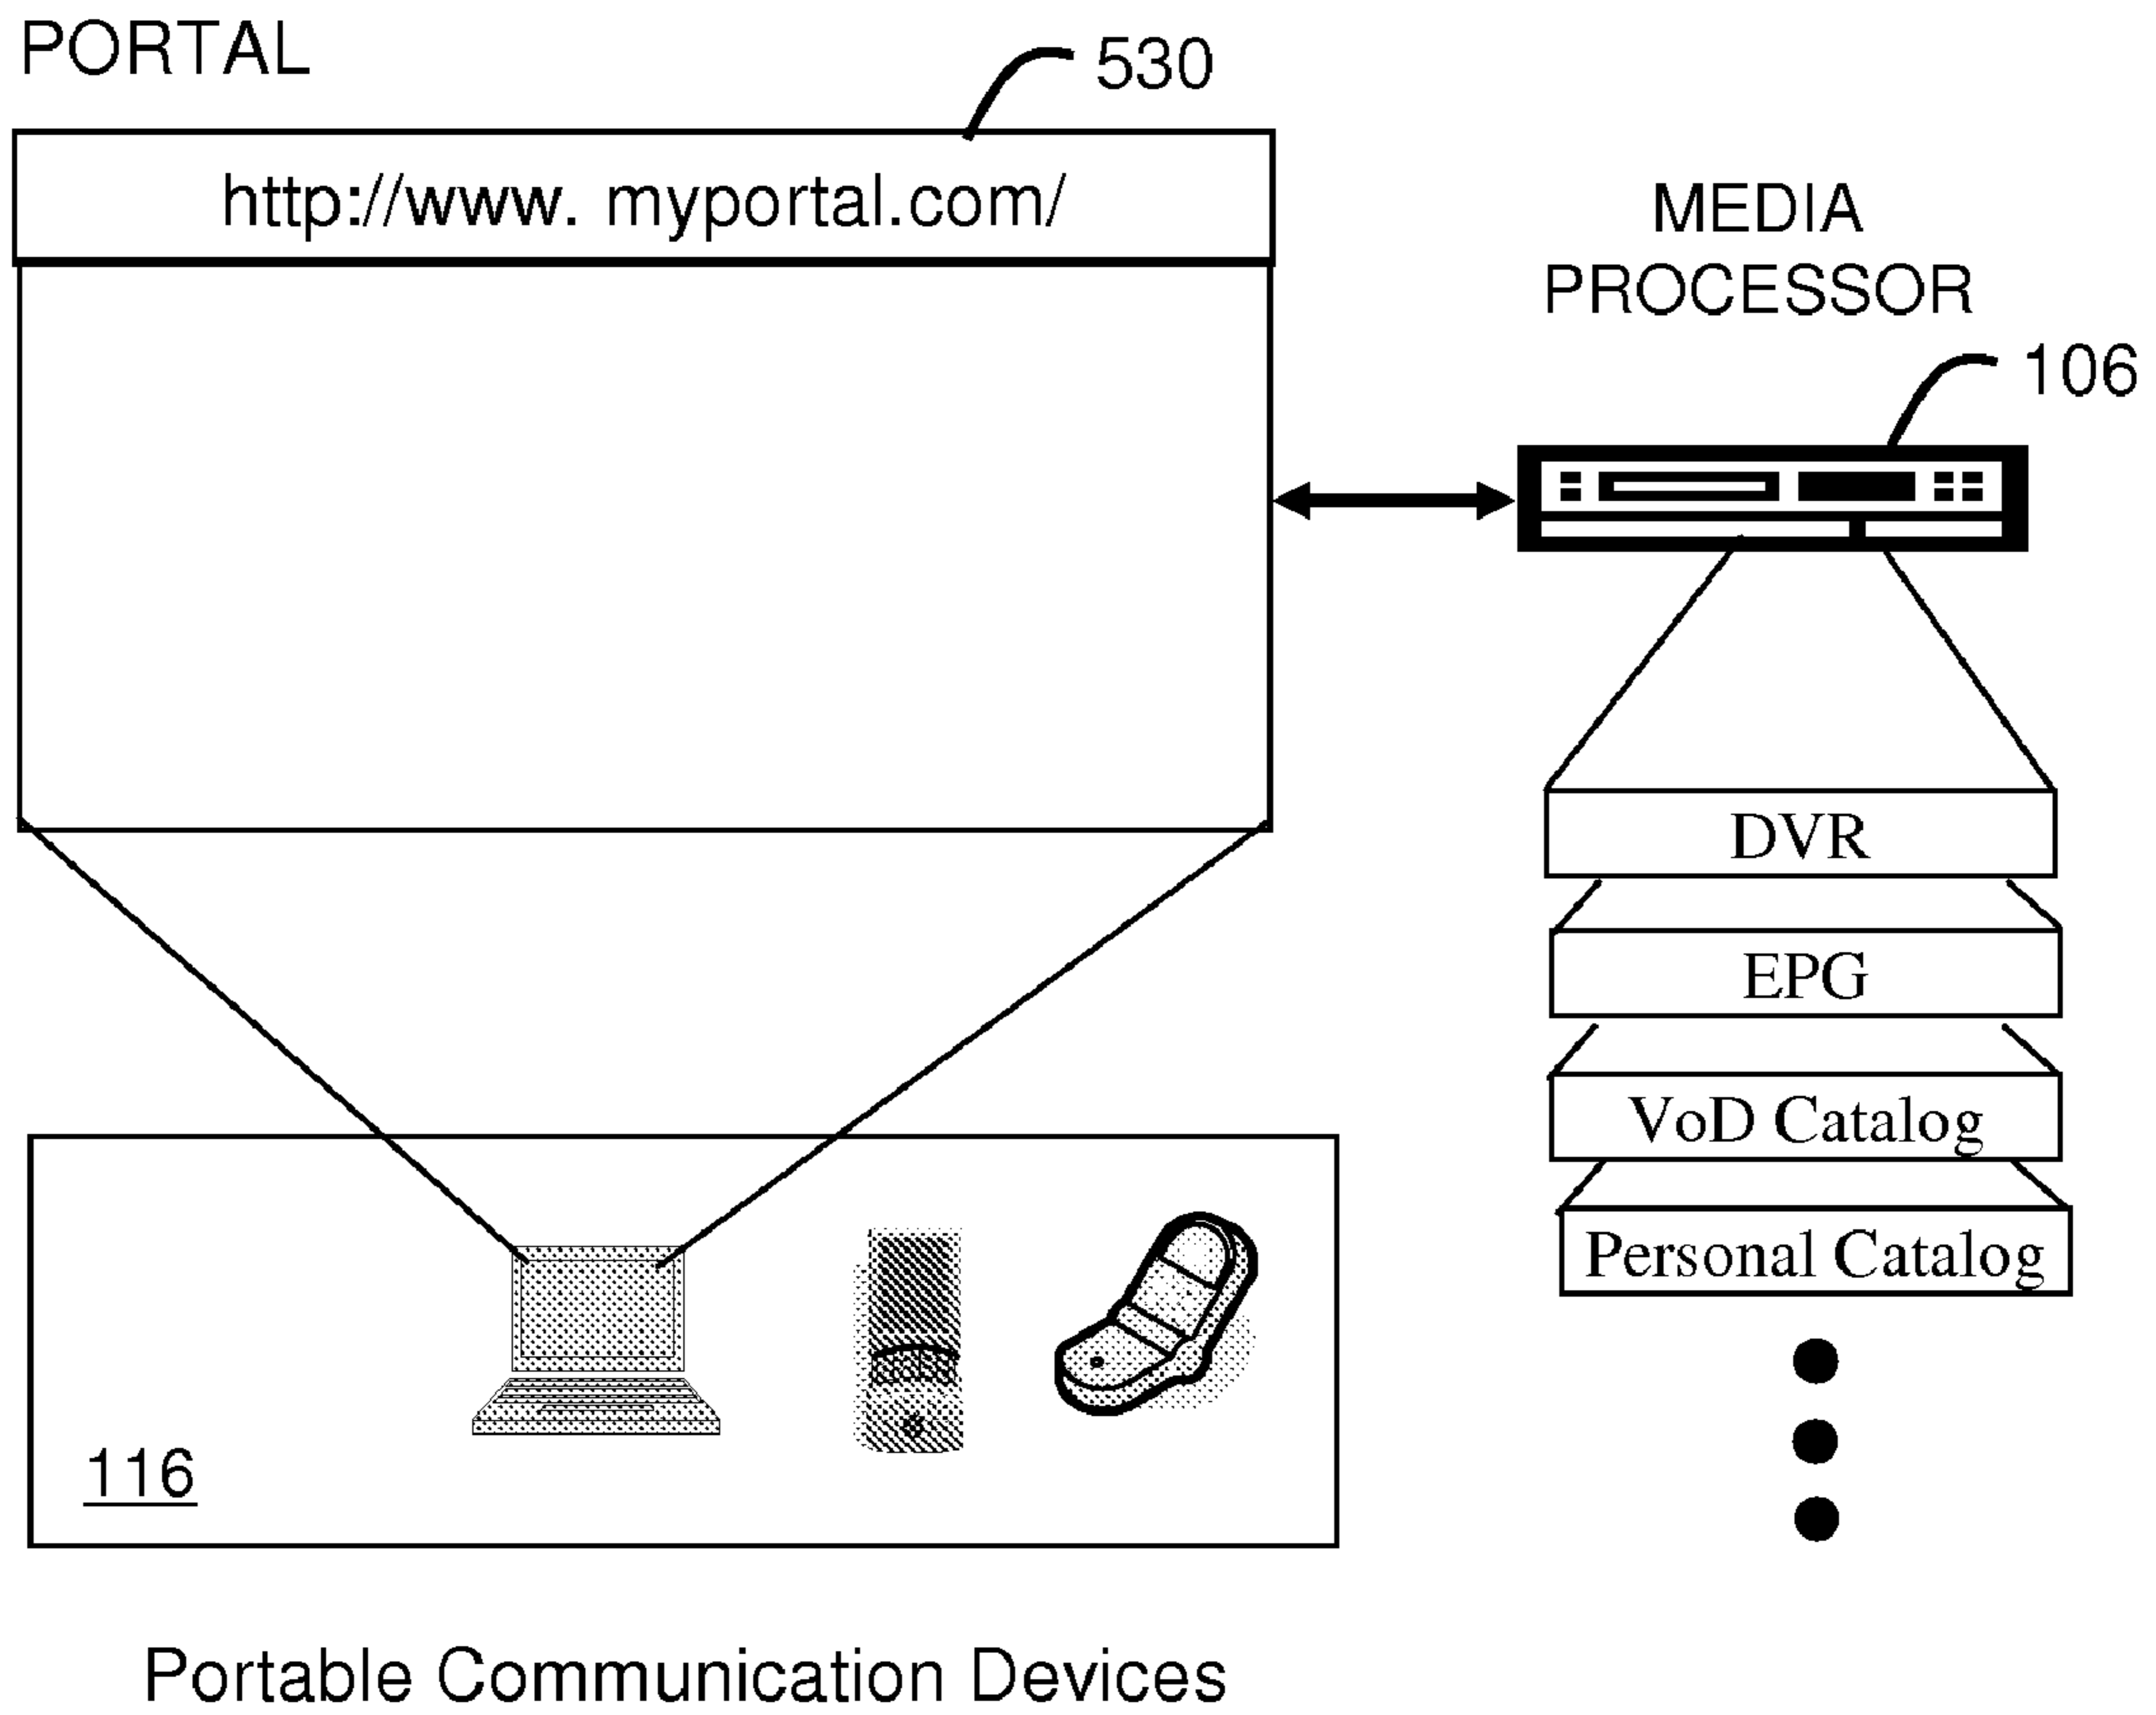 PORTAL
530
http://www. myportal.com/
MEDIA
PROCESSOR
106
DVR
EPG
VoD Catalog
Personal Catalog
116
Portable Communication Devices